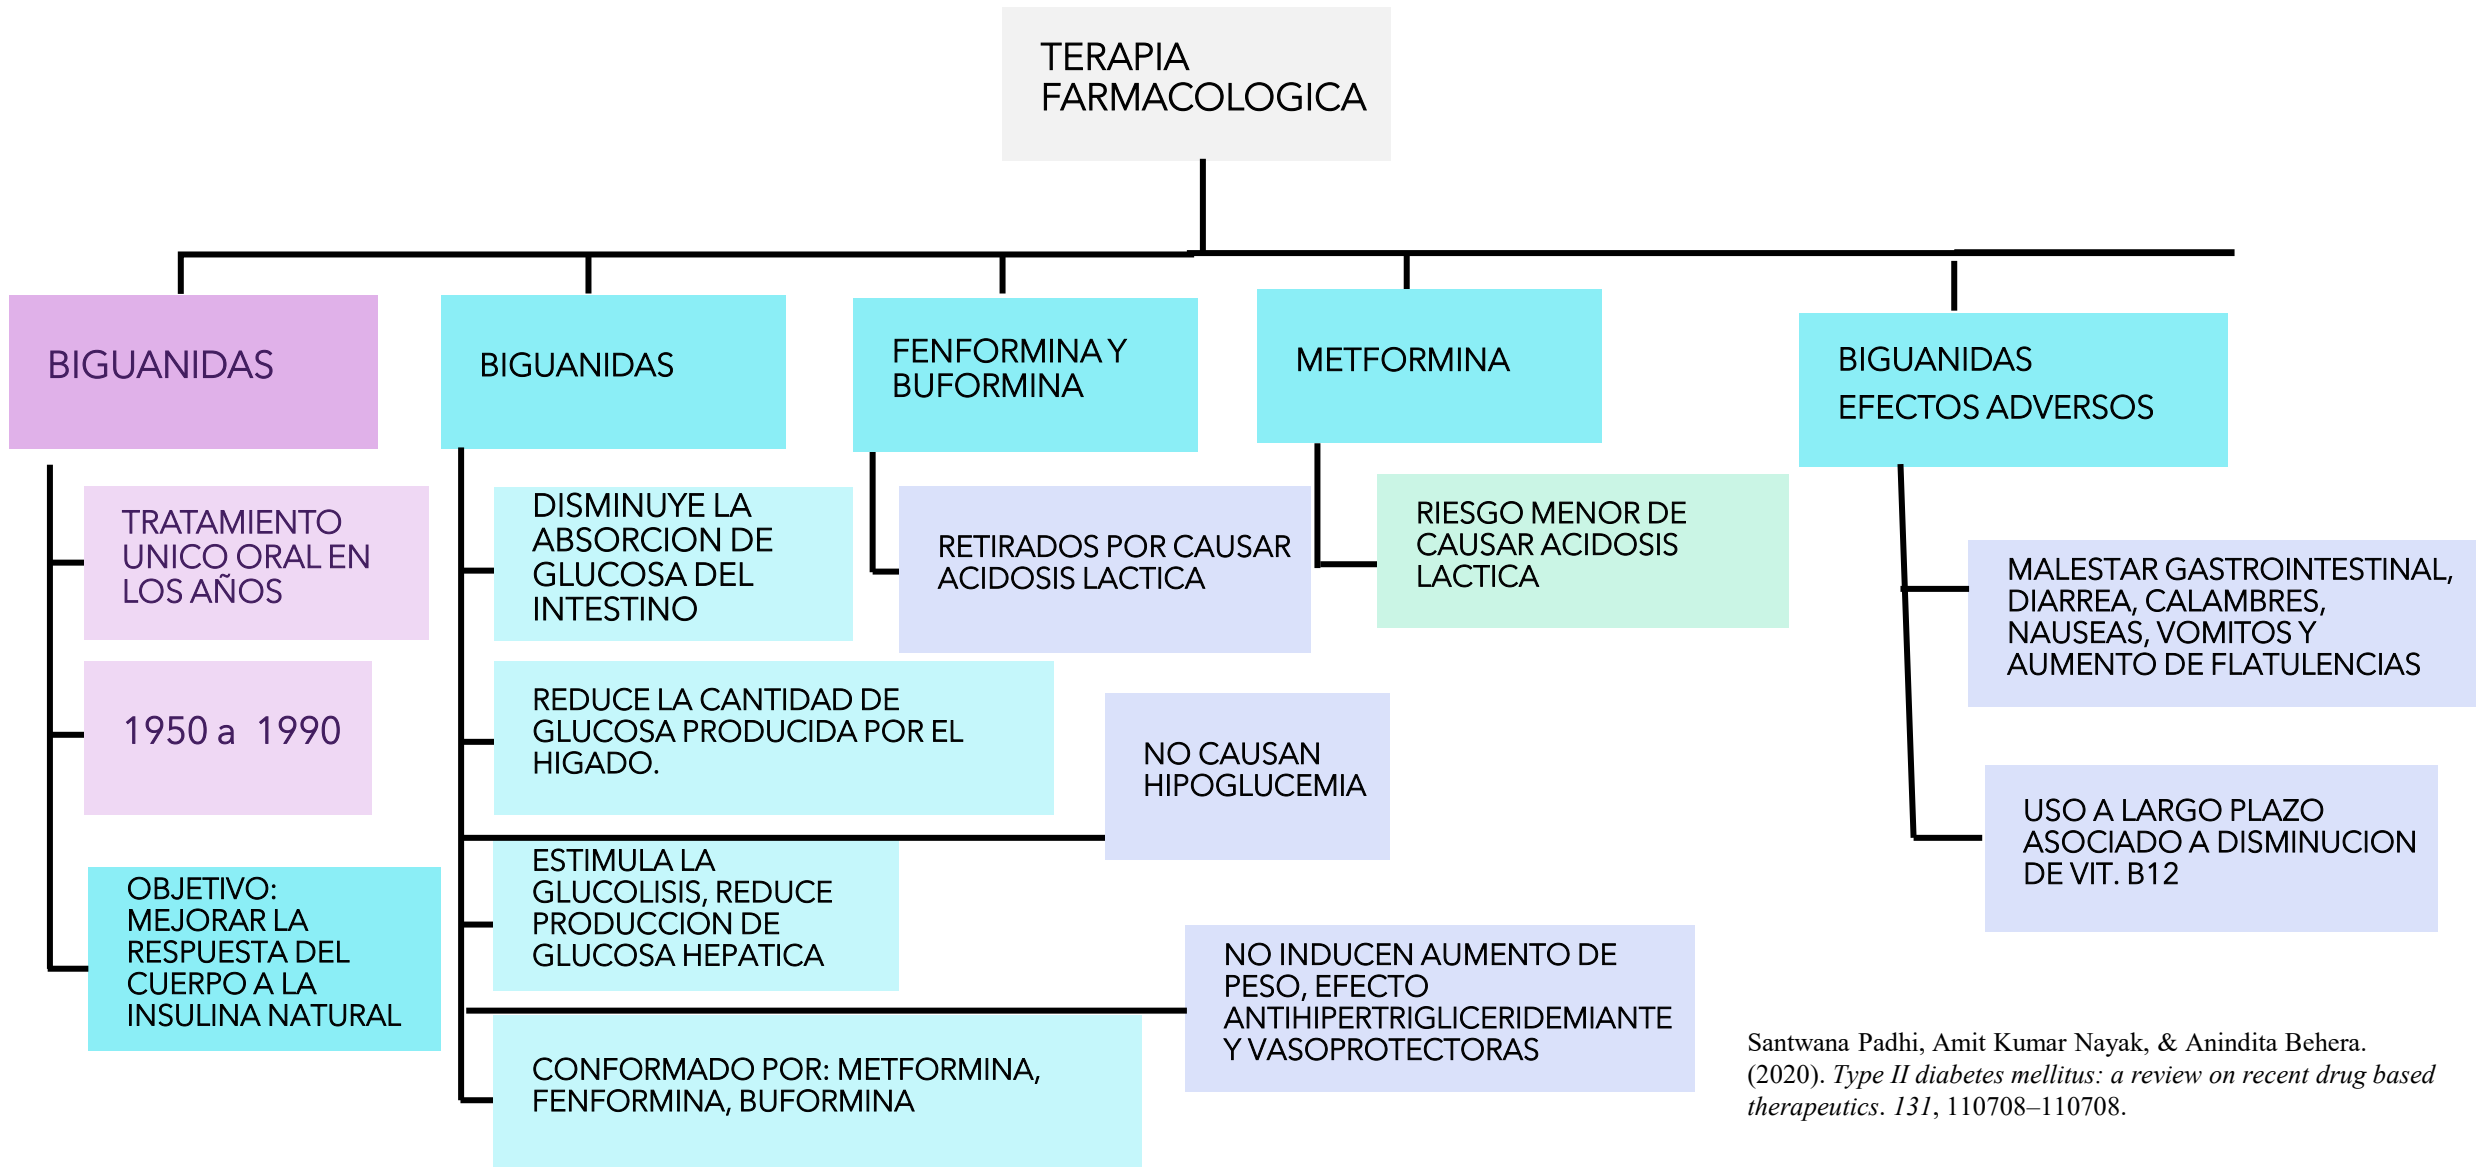 TERAPIA
FARMACOLOGICA
BIGUANIDAS
TRATAMIENTO
UNICO ORAL EN
LOS AÑOS
1950 a 1990
OBJETIVO:
MEJORAR LA
RESPUESTA DEL
CUERPO A LA
INSULINA NATURAL
BIGUANIDAS
DISMINUYE LA
ABSORCION DE
GLUCOSA DEL
INTESTINO
REDUCE LA CANTIDAD DE
GLUCOSA PRODUCIDA POR EL
HIGADO.
NO CAUSAN
HIPOGLUCEMIA
ESTIMULA LA
GLUCOLISIS, REDUCE
PRODUCCION DE
GLUCOSA HEPATICA
NO INDUCEN AUMENTO DE
PESO, EFECTO
ANTIHIPERTRIGLICERIDEMIANTE
Y VASOPROTECTORAS
CONFORMADO POR: METFORMINA,
FENFORMINA, BUFORMINA
FENFORMINA Y
BUFORMINA
RETIRADOS POR CAUSAR
ACIDOSIS LACTICA
METFORMINA
RIESGO MENOR DE
CAUSAR ACIDOSIS
LACTICA
BIGUANIDAS
EFECTOS ADVERSOS
MALESTAR GASTROINTESTINAL,
DIARREA, CALAMBRES,
NAUSEAS, VOMITOS Y
AUMENTO DE FLATULENCIAS
USO A LARGO PLAZO
ASOCIADO A DISMINUCION
DE VIT. B12
Santwana Padhi, Amit Kumar Nayak, & Anindita Behera.
(2020). Type II diabetes mellitus: a review on recent drug based
therapeutics. 131, 110708–110708.